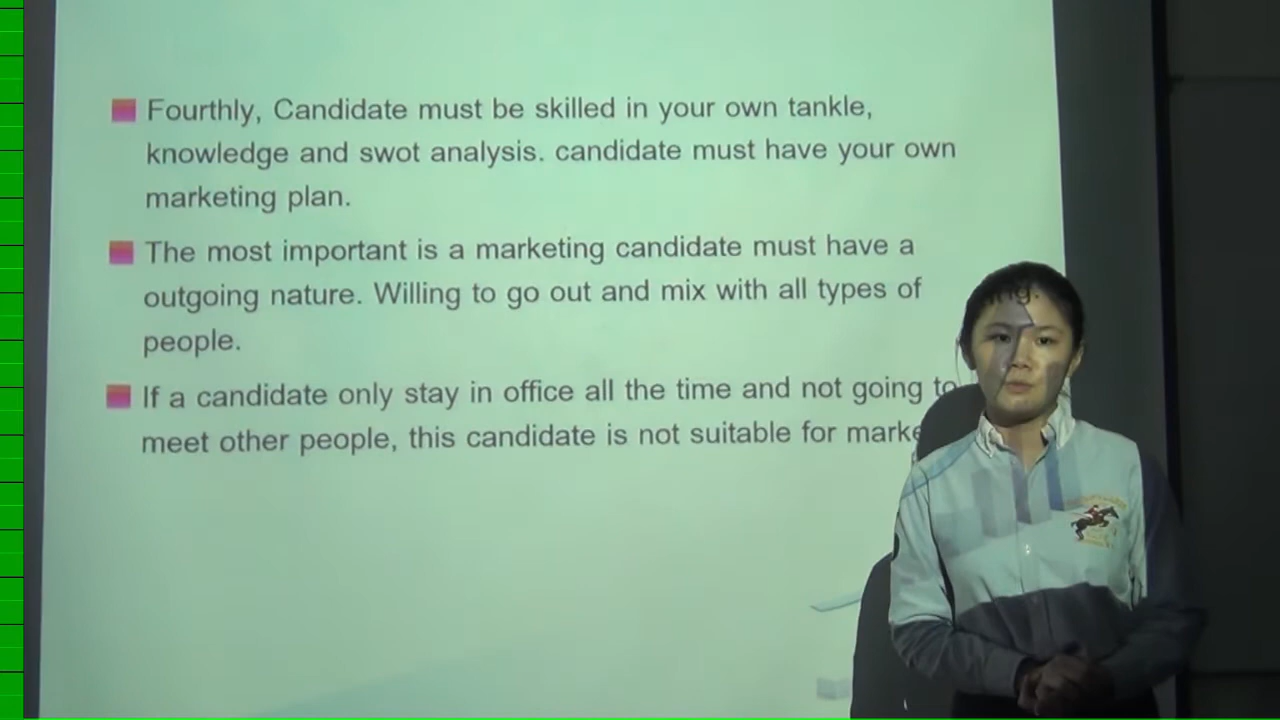 Fourthly, Candidate must be skilled in your own tankle,
knowledge and swot analysis. candidate must have your own
marketing plan.
The most important is a marketing candidate must have a
outgoing nature. Willing to go out and mix with all types of
people.
If a candidate only stay in office all the time and not going to
meet other people, this candidate is not suitable for